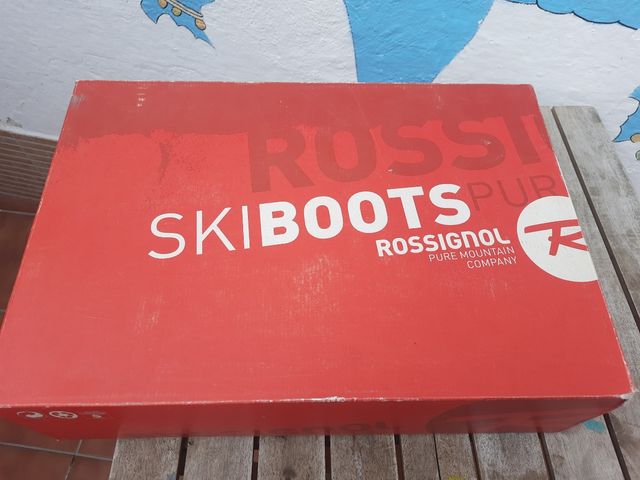 ROSSI
PUR
SKIBOOTS
ROSSIGNOL
PURE MOUNTAIN
COMPANY
R